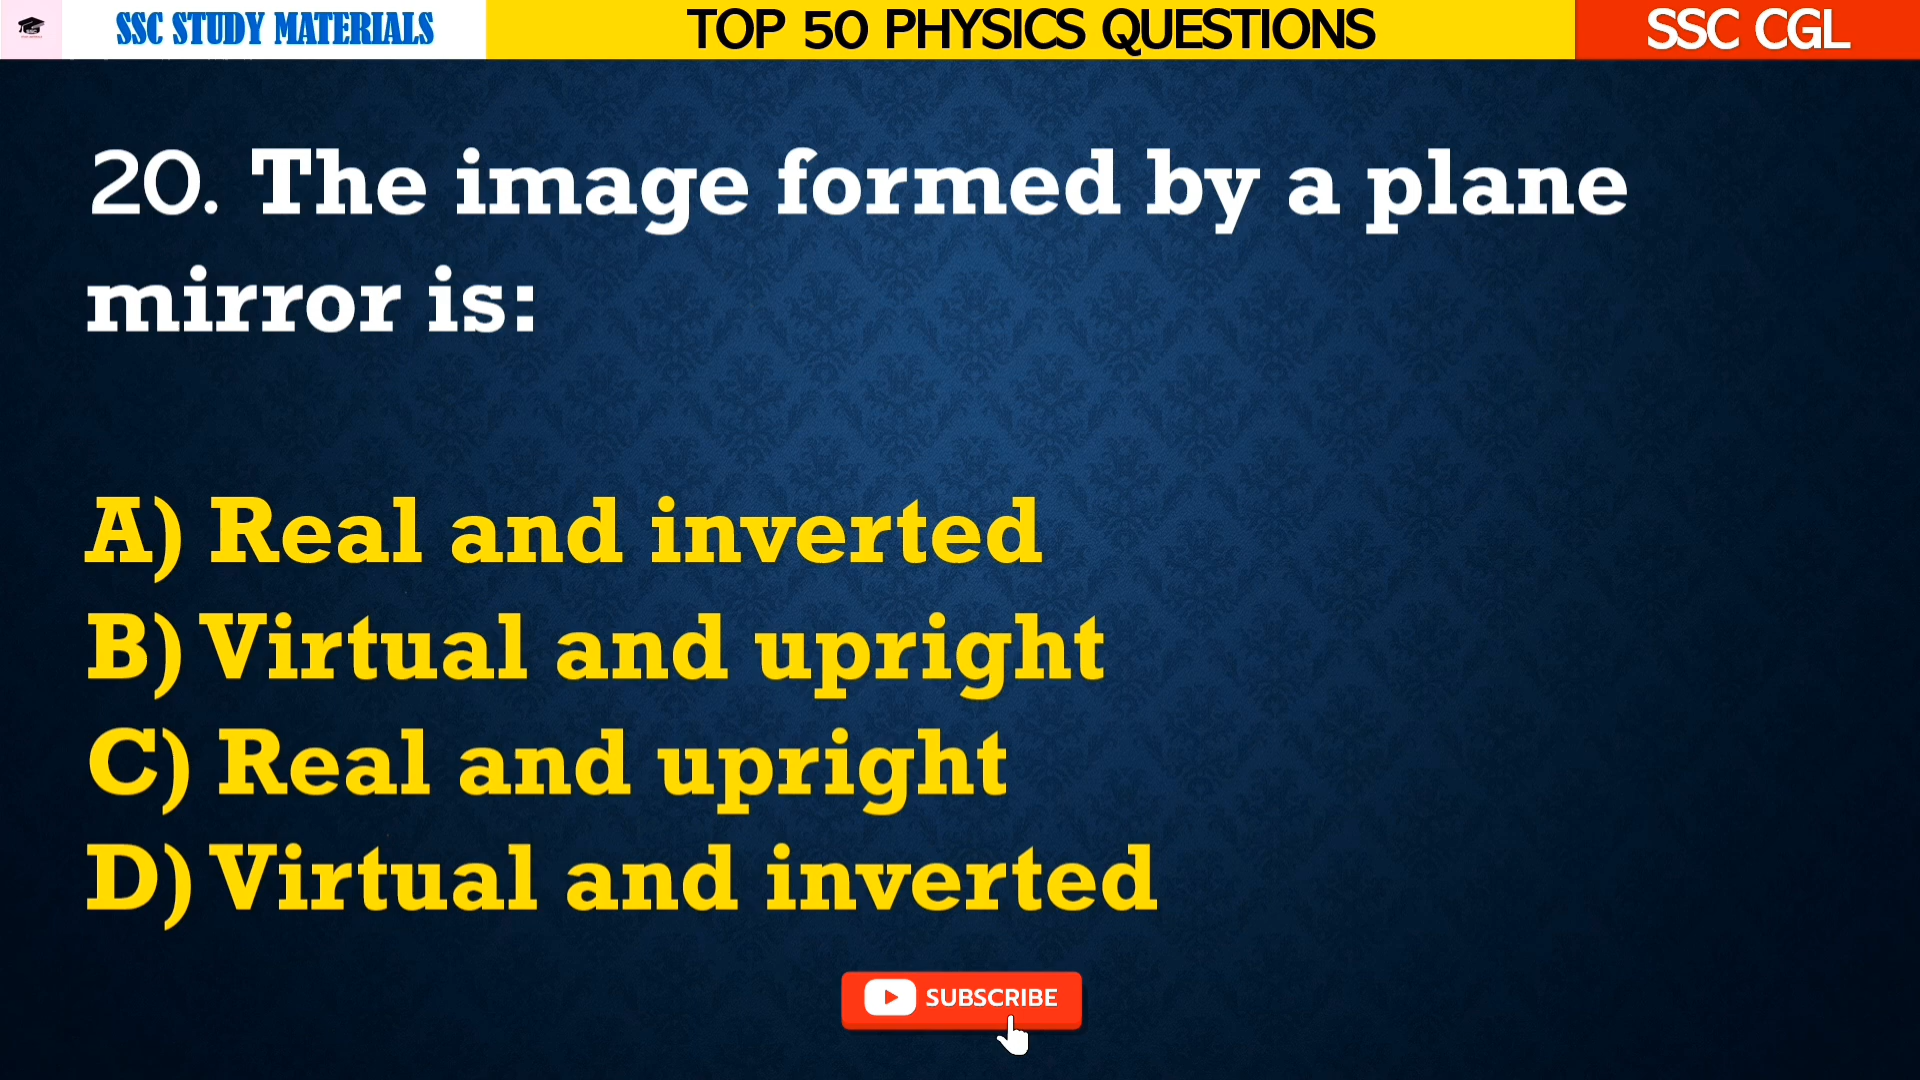 SSC STUDY MATERIALS
TOP 50 PHYSICS QUESTIONS
SSC CGL
20. The image formed by a plane
mirror is:
A) Real and inverted
B) Virtual and upright
C) Real and upright
D) Virtual and inverted
SUBSCRIBE